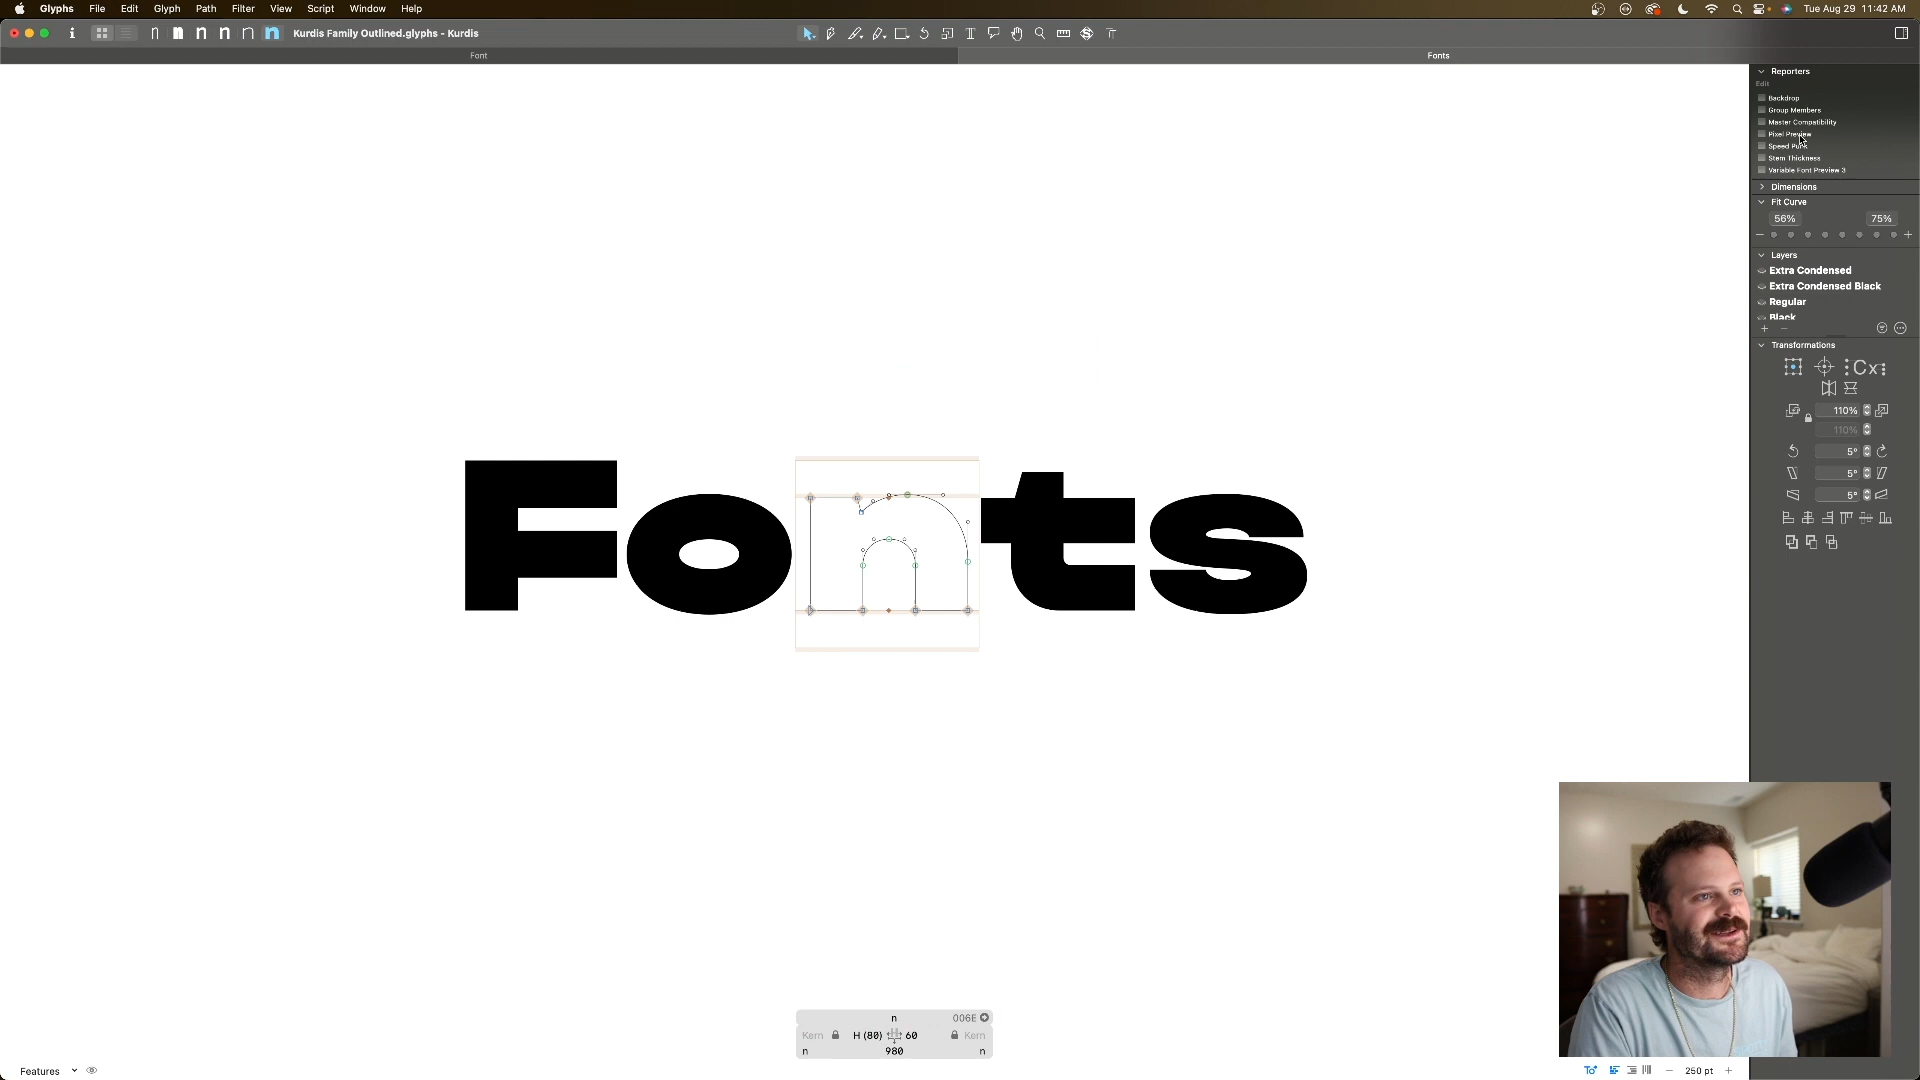 Glyphs File Edit Glyph Path Filter View Script Window Help Tue Aug 29 11:42 AM
n n n n n n Kurdis Family Outlined.glyphs - Kurdis
Font Fonts
Reporters
Edit
Backdrop
Group Members
Master Compatibility
Pixel Preview
Speed Punk
Stem Thickness
Variable Font Preview 3
Dimensions
Fit Curve
56% 75%
Layers
Extra Condensed
Extra Condensed Black
Regular
Black
Transformations
110%
110%
5°
5°
5°
Fonts
n 006E
Kern H (80) 60 Kern
n 980 n
Features 250 pt